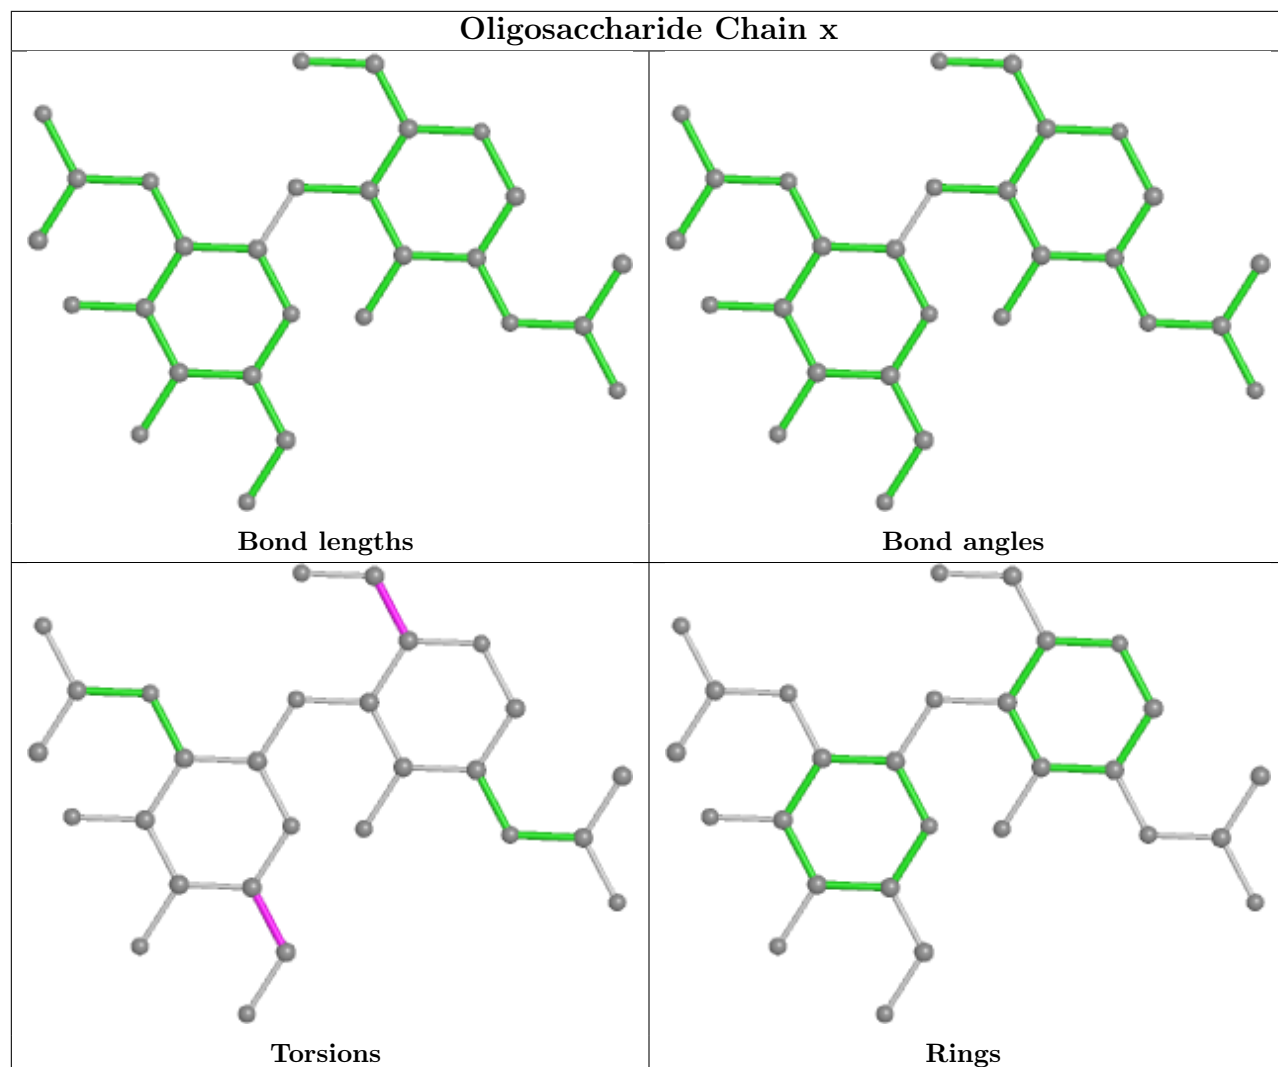 Oligosaccharide Chain x
Bond lengths
Bond angles
Torsions
Rings